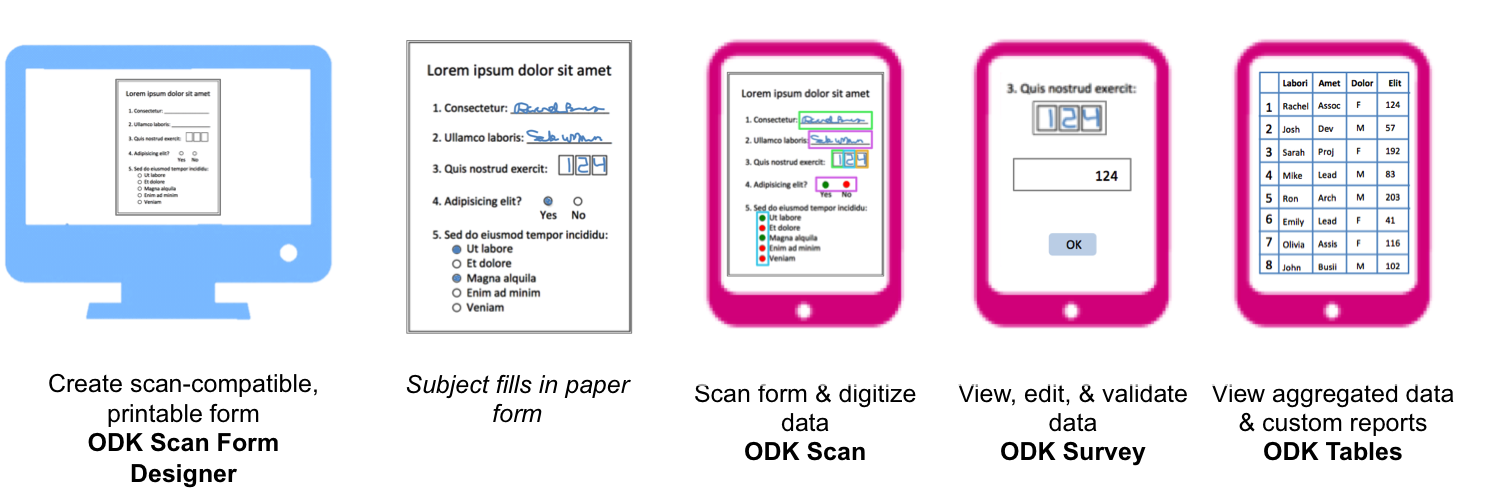 Lorem ipsum dolor sit amet
1. Consectetur:
2. Ullamco laboris:
3. Quis nostrud exercit:
4. Adipisicing elit?
Yes No
5. Sed do eiusmod tempor incididu:
Ut labore
Et dolore
Magna alquila
Enim ad minim
Veniam
Create scan-compatible,
printable form
ODK Scan Form
Designer
Lorem ipsum dolor sit amet
1. Consectetur:
2. Ullamco laboris:
3. Quis nostrud exercit: 124
4. Adipisicing elit?
Yes No
5. Sed do eiusmod tempor incididu:
Ut labore
Et dolore
Magna alquila
Enim ad minim
Veniam
Subject fills in paper
form
Lorem ipsum dolor sit amet
1. Consectetur:
2. Ullamco laboris:
3. Quis nostrud exercit: 124
4. Adipisicing elit?
Yes No
5. Sed do eiusmod tempor incididu:
Ut labore
Et dolore
Magna alquila
Enim ad minim
Veniam
Scan form & digitize
data
ODK Scan
3. Quis nostrud exercit:
124
124
OK
View, edit, & validate
data
ODK Survey
Labori Amet Dolor Elit
1 Rachel Assoc F 124
2 Josh Dev M 57
3 Sarah Proj F 192
4 Mike Lead M 83
5 Ron Arch M 203
6 Emily Lead F 41
7 Olivia Assis F 116
8 John Busii M 102
View aggregated data
& custom reports
ODK Tables